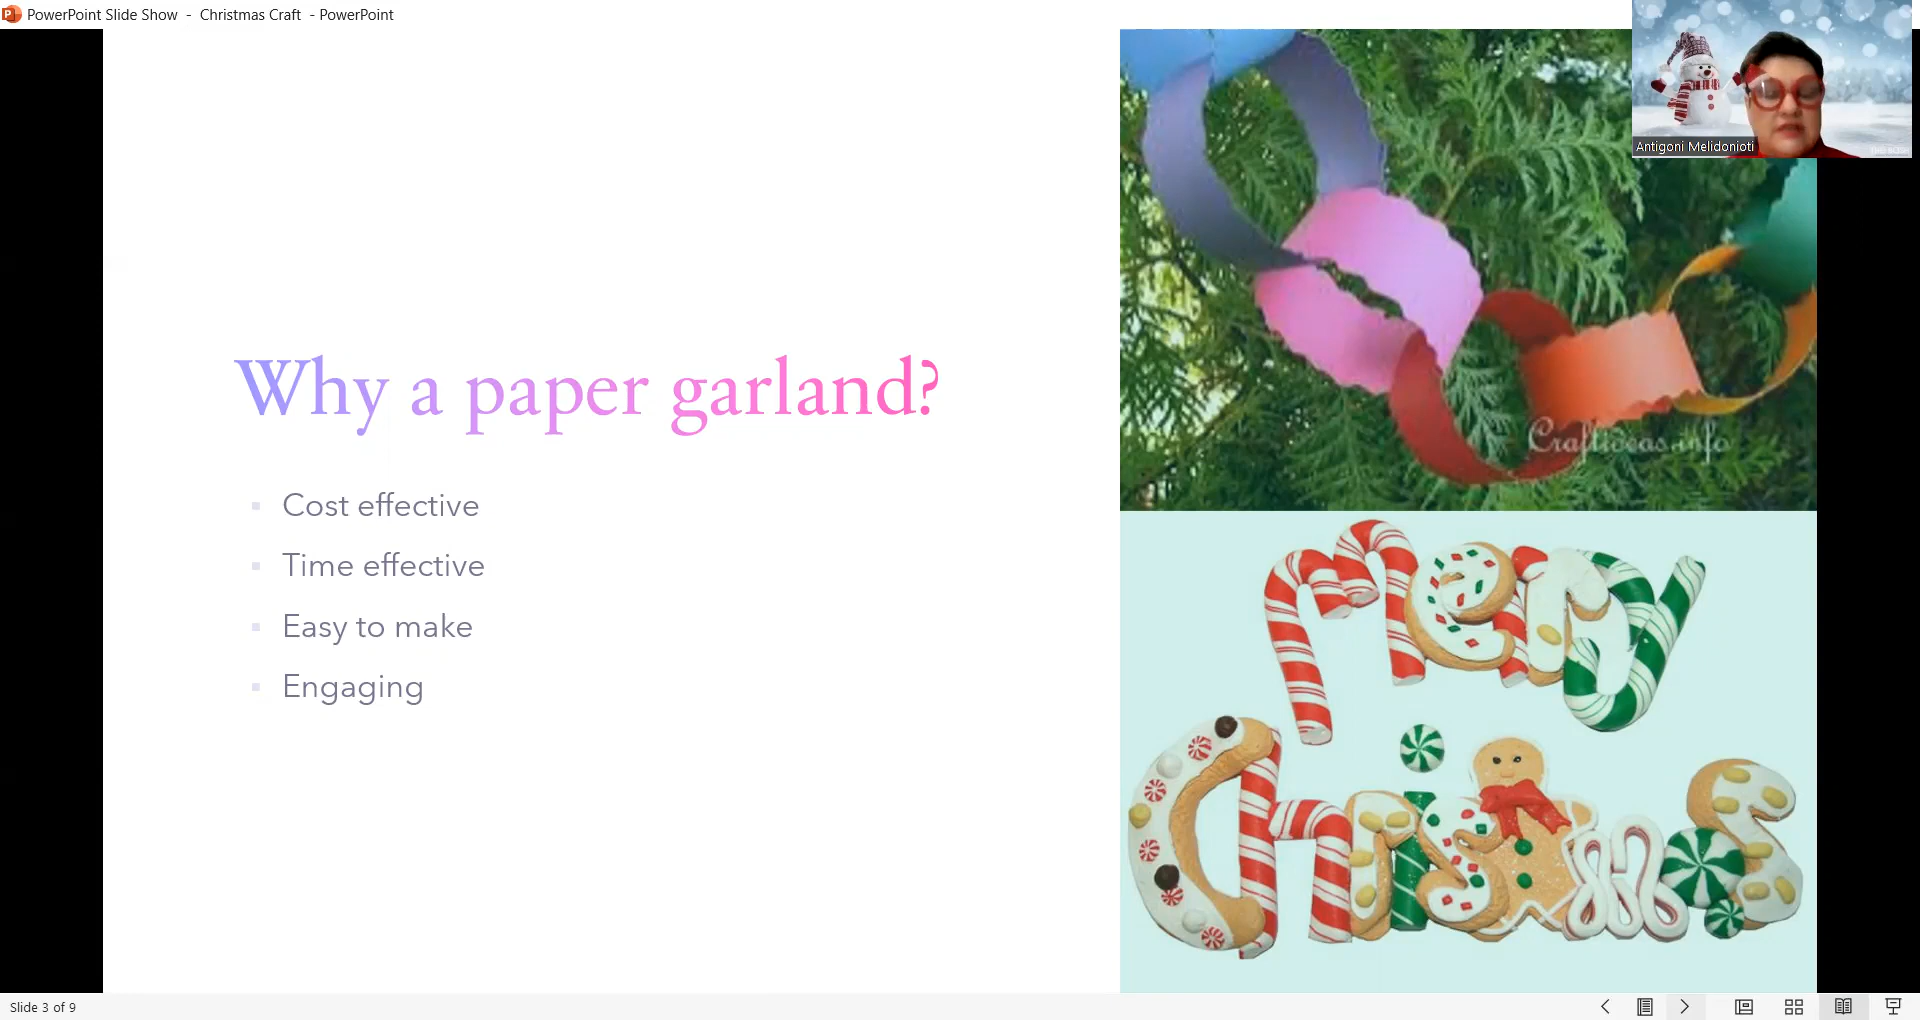 PowerPoint Slide Show - Christmas Craft - PowerPoint
Antigoni Melidonioti
Why a paper garland?
Cost effective
Time effective
Easy to make
Engaging
Craftideas.info
Merry
Christmas
Slide 3 of 9